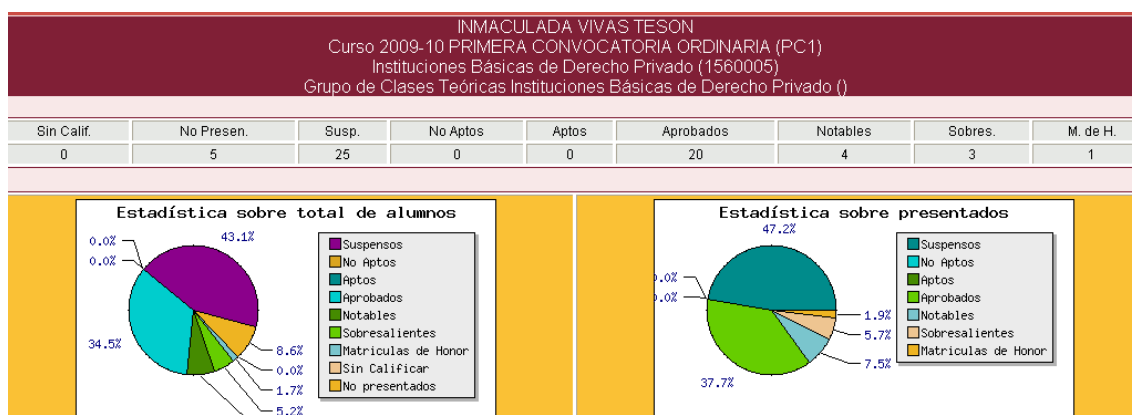 INMACULADA VIVAS TESON
Curso 2009-10 PRIMERA CONVOCATORIA ORDINARIA (PC1)
Instituciones Básicas de Derecho Privado (1560005)
Grupo de Clases Teóricas Instituciones Básicas de Derecho Privado ()
Sin Calif. No Presen. Susp. No Aptos Aptos Aprobados Notables Sobres. M. de H.
0 5 25 0 0 20 4 3 1
Estadística sobre total de alumnos
43.1%
0.0%
0.0%
34.5%
8.6%
0.0%
1.7%
5.2%
Suspensos
No Aptos
Aptos
Aprobados
Notables
Sobresalientes
Matriculas de Honor
Sin Calificar
No presentados
Estadística sobre presentados
47.2%
.0%
.0%
37.7%
1.9%
5.7%
7.5%
Suspensos
No Aptos
Aptos
Aprobados
Notables
Sobresalientes
Matriculas de Honor